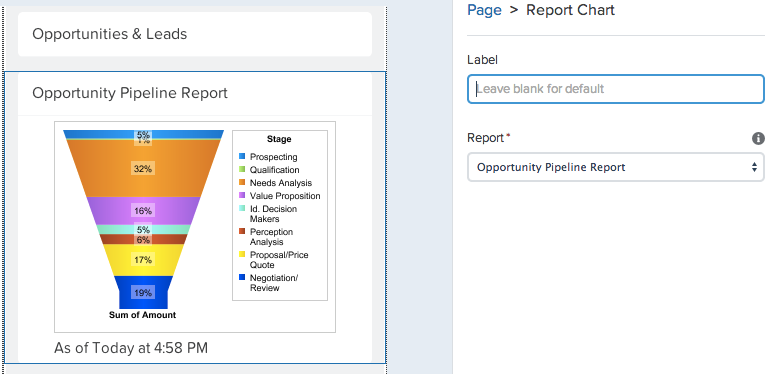 Opportunities & Leads
Opportunity Pipeline Report
5%
1%
32%
16%
5%
6%
17%
19%
Sum of Amount
Stage
Prospecting
Qualification
Needs Analysis
Value Proposition
Id. Decision
Makers
Perception
Analysis
Proposal/Price
Quote
Negotiation/
Review
As of Today at 4:58 PM
Page > Report Chart
Label
Leave blank for default
Report*
Opportunity Pipeline Report